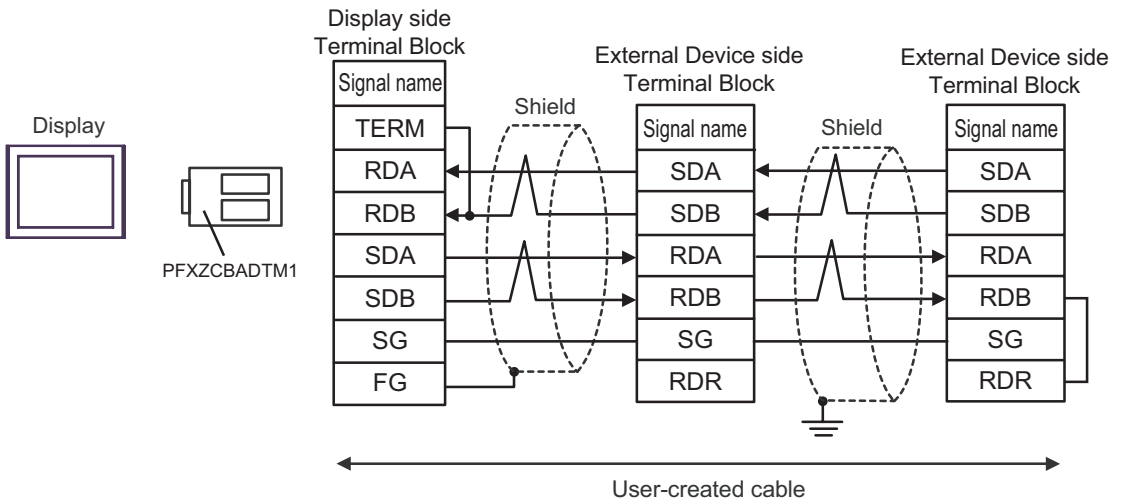 Display
PFXZCBADTM1
Display side
Terminal Block
Signal name
TERM
RDA
RDB
SDA
SDB
SG
FG
Shield
External Device side
Terminal Block
Signal name
SDA
SDB
RDA
RDB
SG
RDR
Shield
External Device side
Terminal Block
Signal name
SDA
SDB
RDA
RDB
SG
RDR
User-created cable